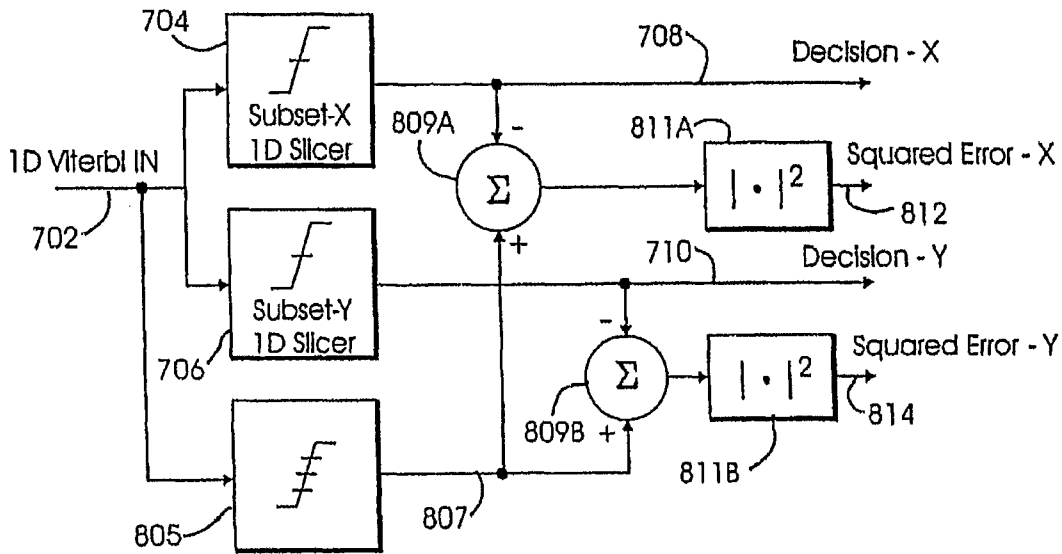 704
708
Decision - X
Subset-X
1D Slicer
809A
-
Σ
+
811A
| • |²
Squared Error - X
812
1D Viterbi IN
702
710
Decision - Y
Subset-Y
1D Slicer
706
-
Σ
809B +
| • |²
Squared Error - Y
814
811B
805
807